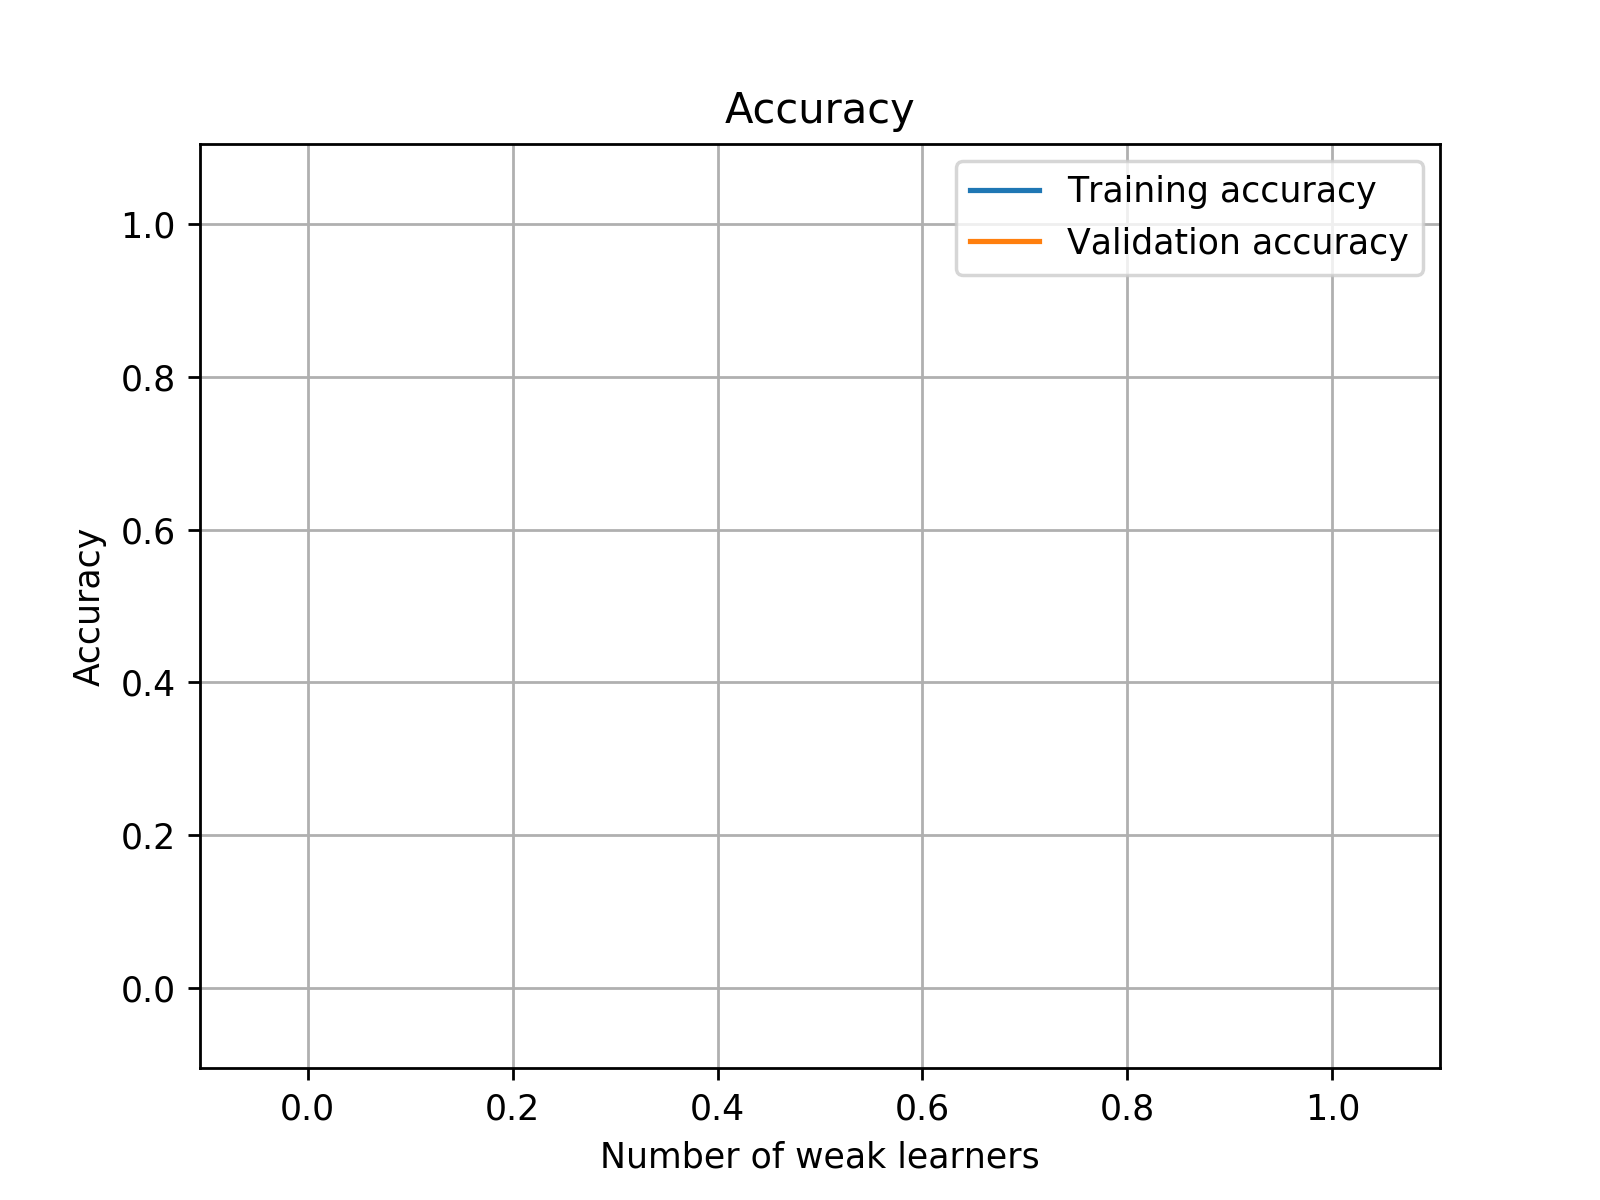 Accuracy
Training accuracy
Validation accuracy
1.0
0.8
0.6
0.4
0.2
0.0
Accuracy
0.0 0.2 0.4 0.6 0.8 1.0
Number of weak learners